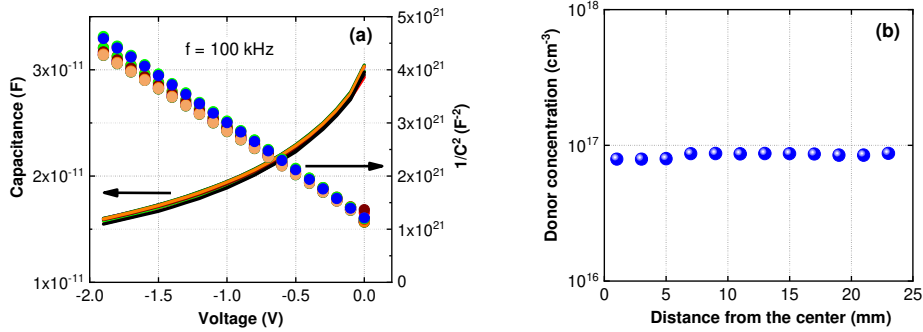 (a)
f = 100 kHz
3x10⁻¹¹
2x10⁻¹¹
1x10⁻¹¹
Capacitance (F)
-2.0 -1.5 -1.0 -0.5 0.0
Voltage (V)
5x10²¹
4x10²¹
3x10²¹
2x10²¹
1x10²¹
0
1/C² (F⁻²)
(b)
10¹⁸
10¹⁷
10¹⁶
Donor concentration (cm⁻³)
0 5 10 15 20 25
Distance from the center (mm)